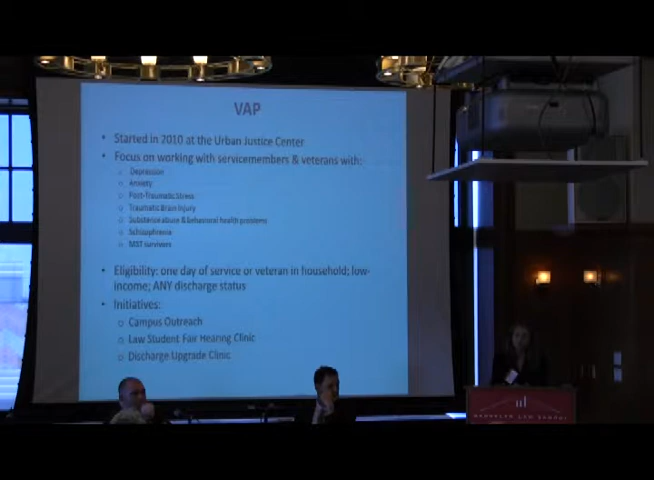 VAP
• Started in 2010 at the Urban Justice Center
• Focus on working with servicemembers & veterans with:
o Depression
o Anxiety
o Post-Traumatic Stress
o Traumatic Brain Injury
o Substance abuse & behavioral health problems
o Schizophrenia
o MST survivors
• Eligibility: one day of service or veteran in household; low-
income; ANY discharge status
• Initiatives:
o Campus Outreach
o Law Student Fair Hearing Clinic
o Discharge Upgrade Clinic
BROOKLYN LAW SCHOOL